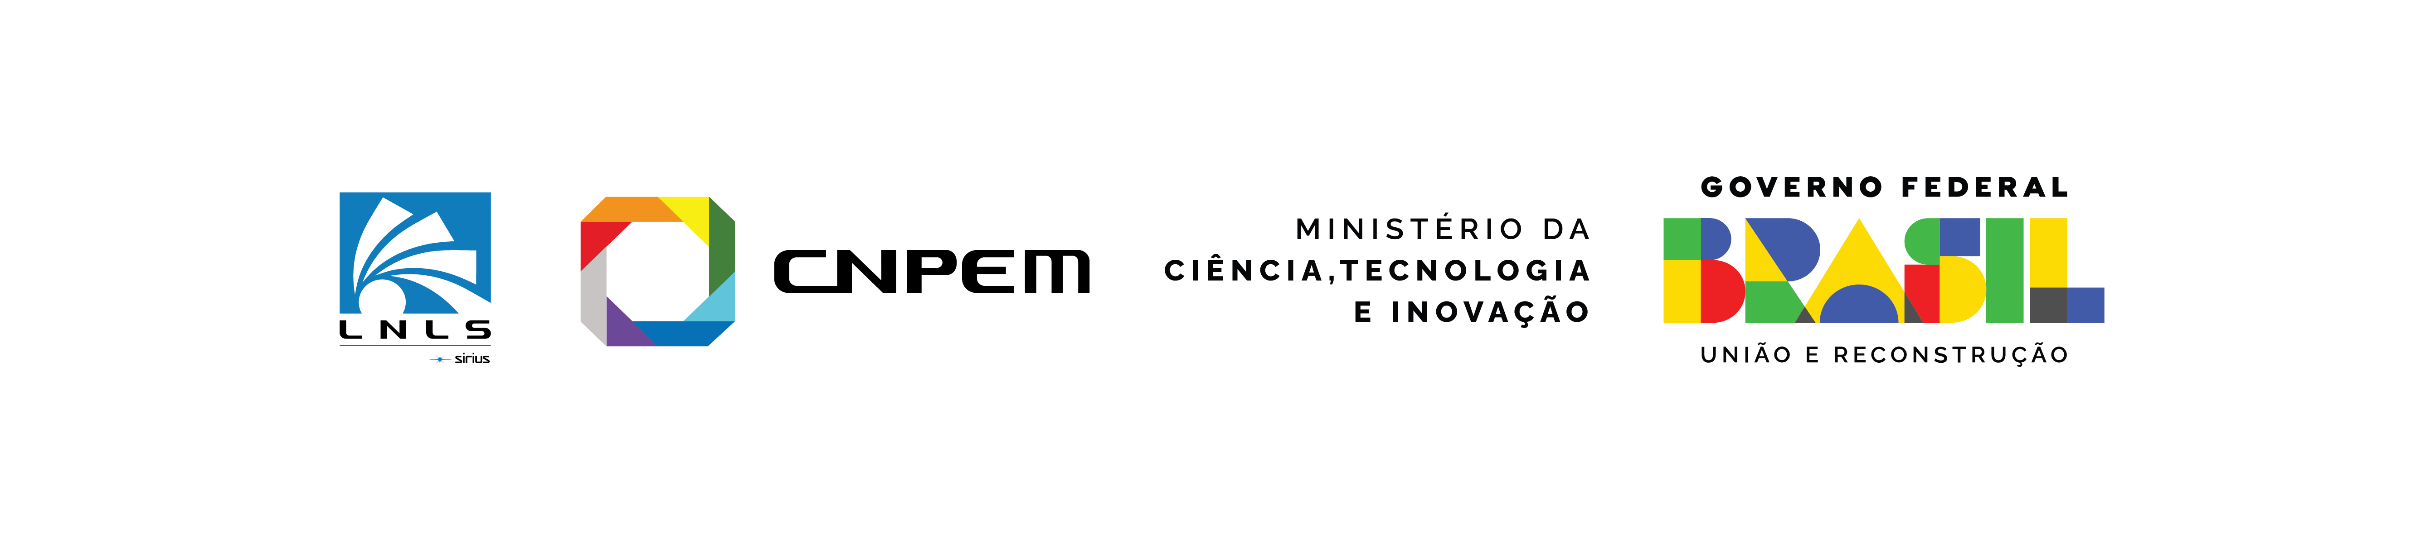 LNLS
sirius
CNPEM
MINISTÉRIO DA
CIÊNCIA,TECNOLOGIA
E INOVAÇÃO
GOVERNO FEDERAL
BRASIL
UNIÃO E RECONSTRUÇÃO